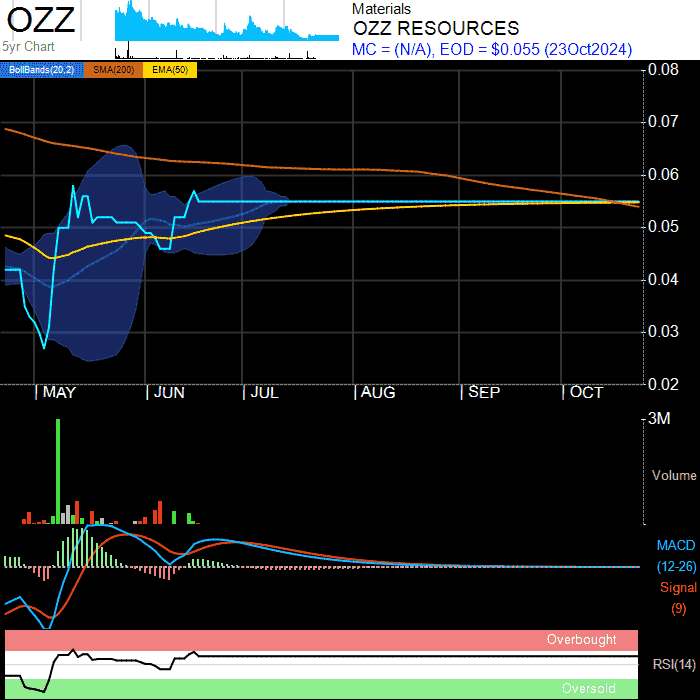 OZZ
5yr Chart
Materials
OZZ RESOURCES
MC = (N/A), EOD = $0.055 (23Oct2024)
BollBands(20,2) SMA(200) EMA(50)
0.08
0.07
0.06
0.05
0.04
0.03
0.02
MAY JUN JUL AUG SEP OCT
3M
Volume
MACD
(12-26)
Signal
(9)
Overbought
RSI(14)
Oversold